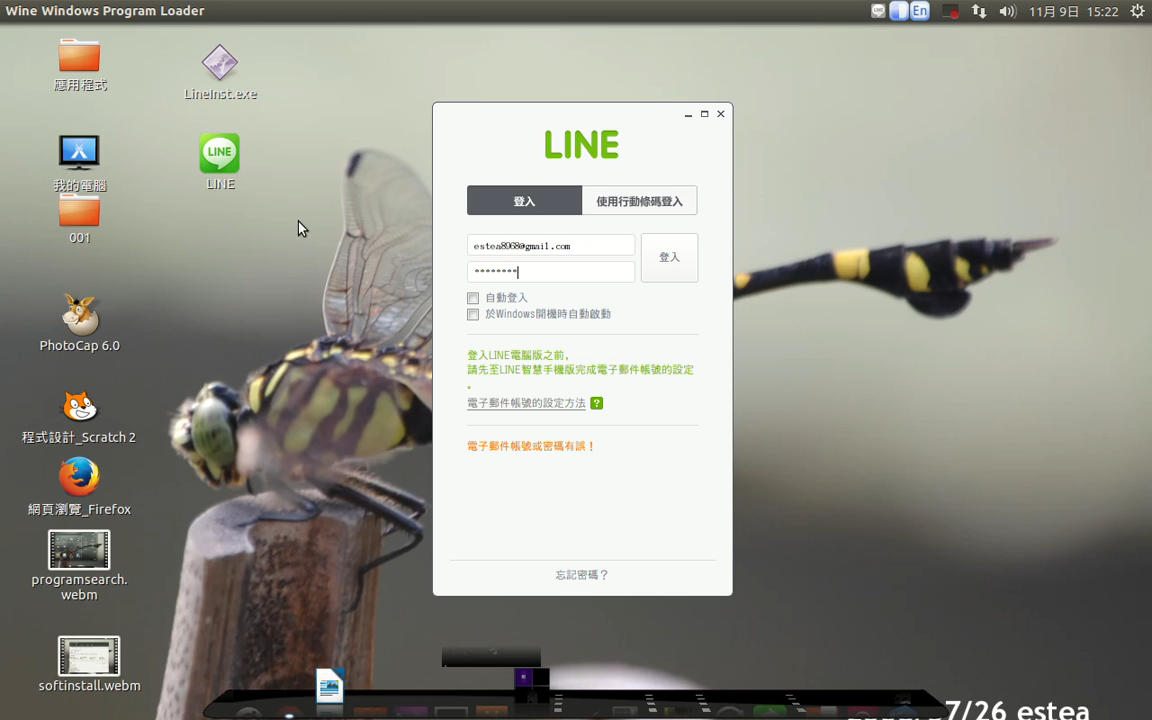 Wine Windows Program Loader
En
11月 9日 15:22
應用程式
LineInst.exe
我的電腦
LINE
LINE
001
PhotoCap 6.0
程式設計_Scratch 2
網頁瀏覽_Firefox
programsearch.
webm
softinstall.webm
LINE
登入
使用行動條碼登入
estea8968@gmail.com
********
登入
自動登入
於Windows開機時自動啟動
登入LINE電腦版之前,
請先至LINE智慧手機版完成電子郵件帳號的設定
。
電子郵件帳號的設定方法 ?
電子郵件帳號或密碼有誤！
忘記密碼？
7/26 estea